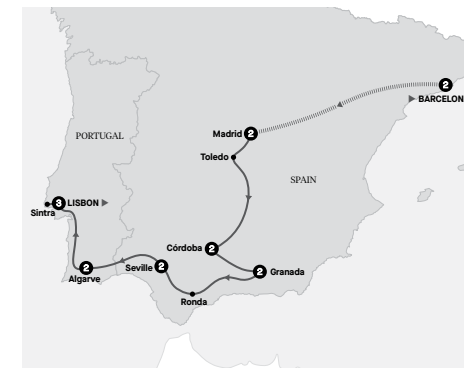 2
BARCELON
Madrid 2
PORTUGAL
Toledo
SPAIN
3 LISBON
Sintra
Córdoba 2
Seville 2
2 Granada
2
Algarve
Ronda